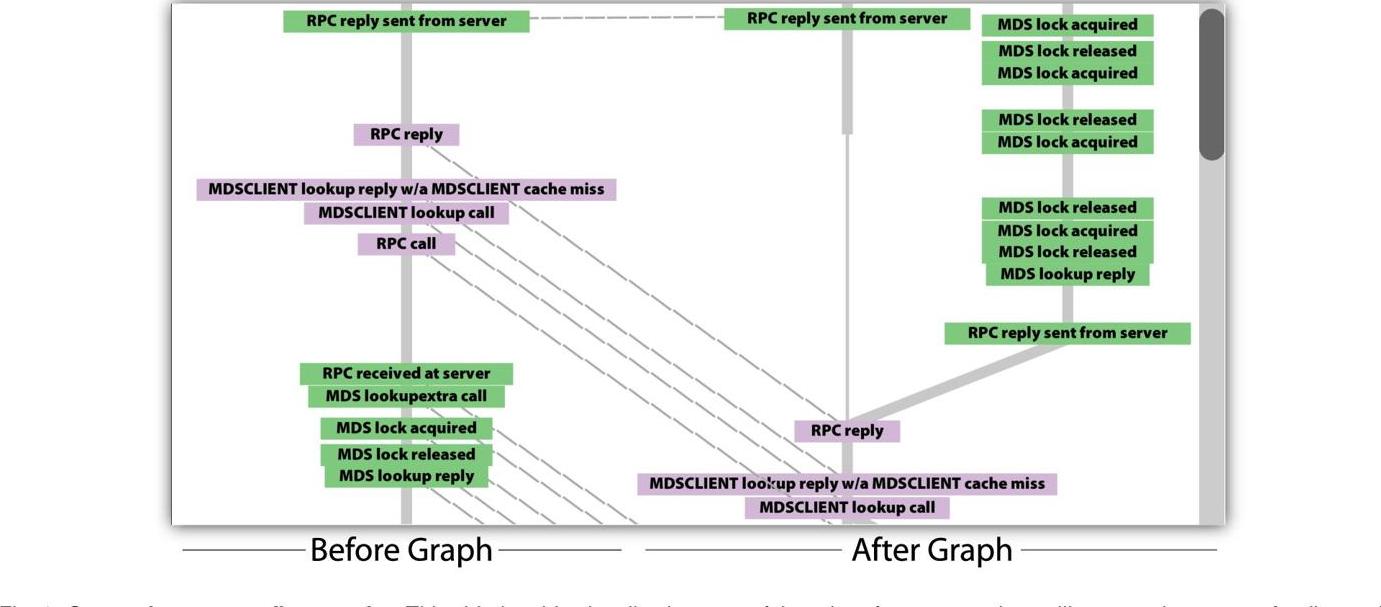 RPC reply sent from server
RPC reply
MDSCLIENT lookup reply w/a MDSCLIENT cache miss
MDSCLIENT lookup call
RPC call
RPC received at server
MDS lookupextra call
MDS lock acquired
MDS lock released
MDS lookup reply
RPC reply sent from server
RPC reply
MDSCLIENT lookup reply w/a MDSCLIENT cache miss
MDSCLIENT lookup call
MDS lock acquired
MDS lock released
MDS lock acquired
MDS lock released
MDS lock acquired
MDS lock released
MDS lock acquired
MDS lock released
MDS lookup reply
RPC reply sent from server
Before Graph
After Graph